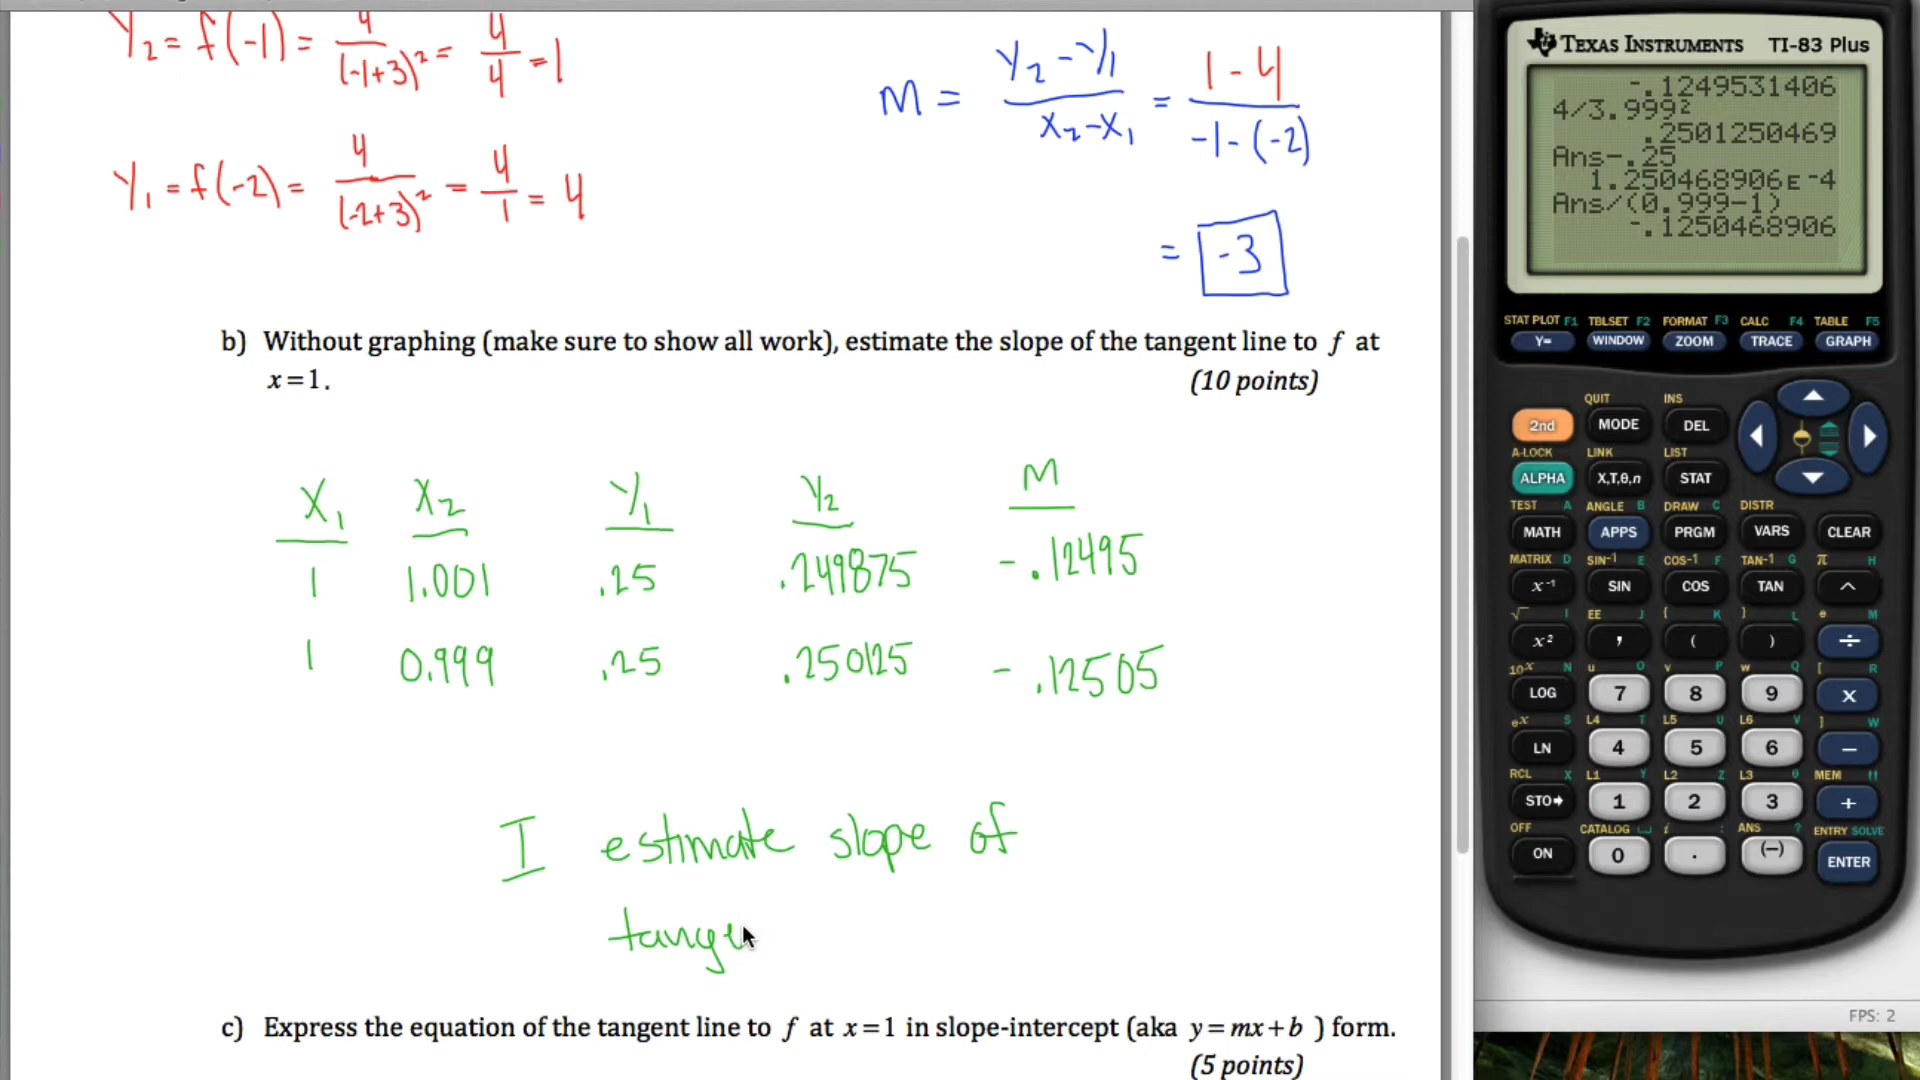 Y₂ = f(-1) = 4/(-1+3)² = 4/4 = 1
M = (Y₂ - Y₁)/(X₂ - X₁) = (1 - 4)/(-1 - (-2))
Y₁ = f(-2) = 4/(-2+3)² = 4/1 = 4
= -3
b) Without graphing (make sure to show all work), estimate the slope of the tangent line to f at
x = 1. (10 points)
X₁ X₂ Y₁ Y₂ M
1 1.001 .25 .249875 -.12495
1 0.999 .25 .250125 -.12505
I estimate slope of
tange
c) Express the equation of the tangent line to f at x = 1 in slope-intercept (aka y = mx + b ) form.
(5 points)
TEXAS INSTRUMENTS TI-83 Plus
-.1249531406
4/3.999²
.2501250469
Ans-.25
1.250468906E-4
Ans/(0.999-1)
-.1250468906
STAT PLOT F1 TBLSET F2 FORMAT F3 CALC F4 TABLE F5
Y= WINDOW ZOOM TRACE GRAPH
QUIT INS
2nd MODE DEL
A-LOCK LINK LIST
ALPHA X,T,θ,n STAT
TEST A ANGLE B DRAW C DISTR
MATH APPS PRGM VARS CLEAR
MATRIX D SIN⁻¹ E COS⁻¹ F TAN⁻¹ G π H
x⁻¹ SIN COS TAN ^
√ I EE J { K } L e M
x² , ( ) ÷
10ˣ N u O v P w Q [ R
LOG 7 8 9 X
eˣ S L4 T L5 U L6 V ] W
LN 4 5 6 −
RCL X L1 Y L2 Z L3 θ MEM "
STO➔ 1 2 3 +
OFF CATALOG ⎵ i : ANS ? ENTRY SOLVE
ON 0 . (−) ENTER
FPS: 2